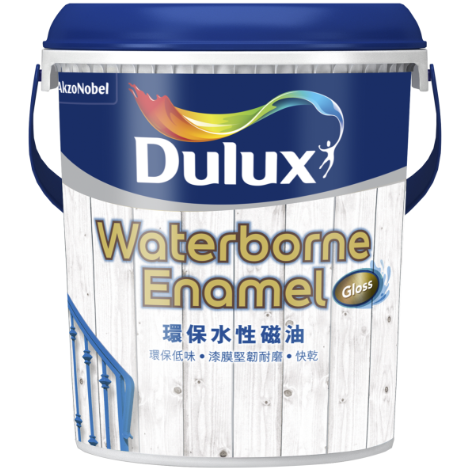 AkzoNobel
Dulux
Waterborne
Enamel
Gloss
環保水性磁油
環保低味・漆膜堅韌耐磨・快乾